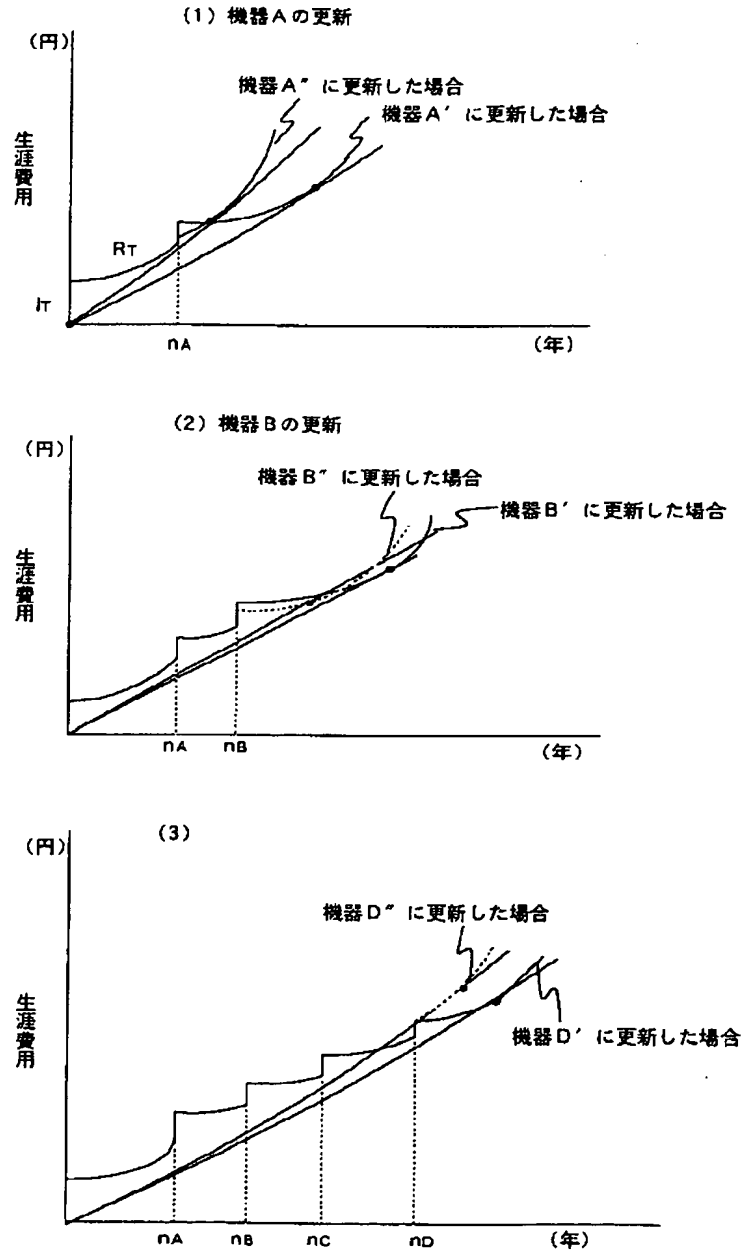 (1) 機器Aの更新
(円)
機器A″に更新した場合
機器A′に更新した場合
生涯費用
RT
IT
nA
(年)
(2) 機器Bの更新
(円)
機器B″に更新した場合
機器B′に更新した場合
生涯費用
nA nB
(年)
(3)
(円)
機器D″に更新した場合
生涯費用
機器D′に更新した場合
nA nB nC nD (年)